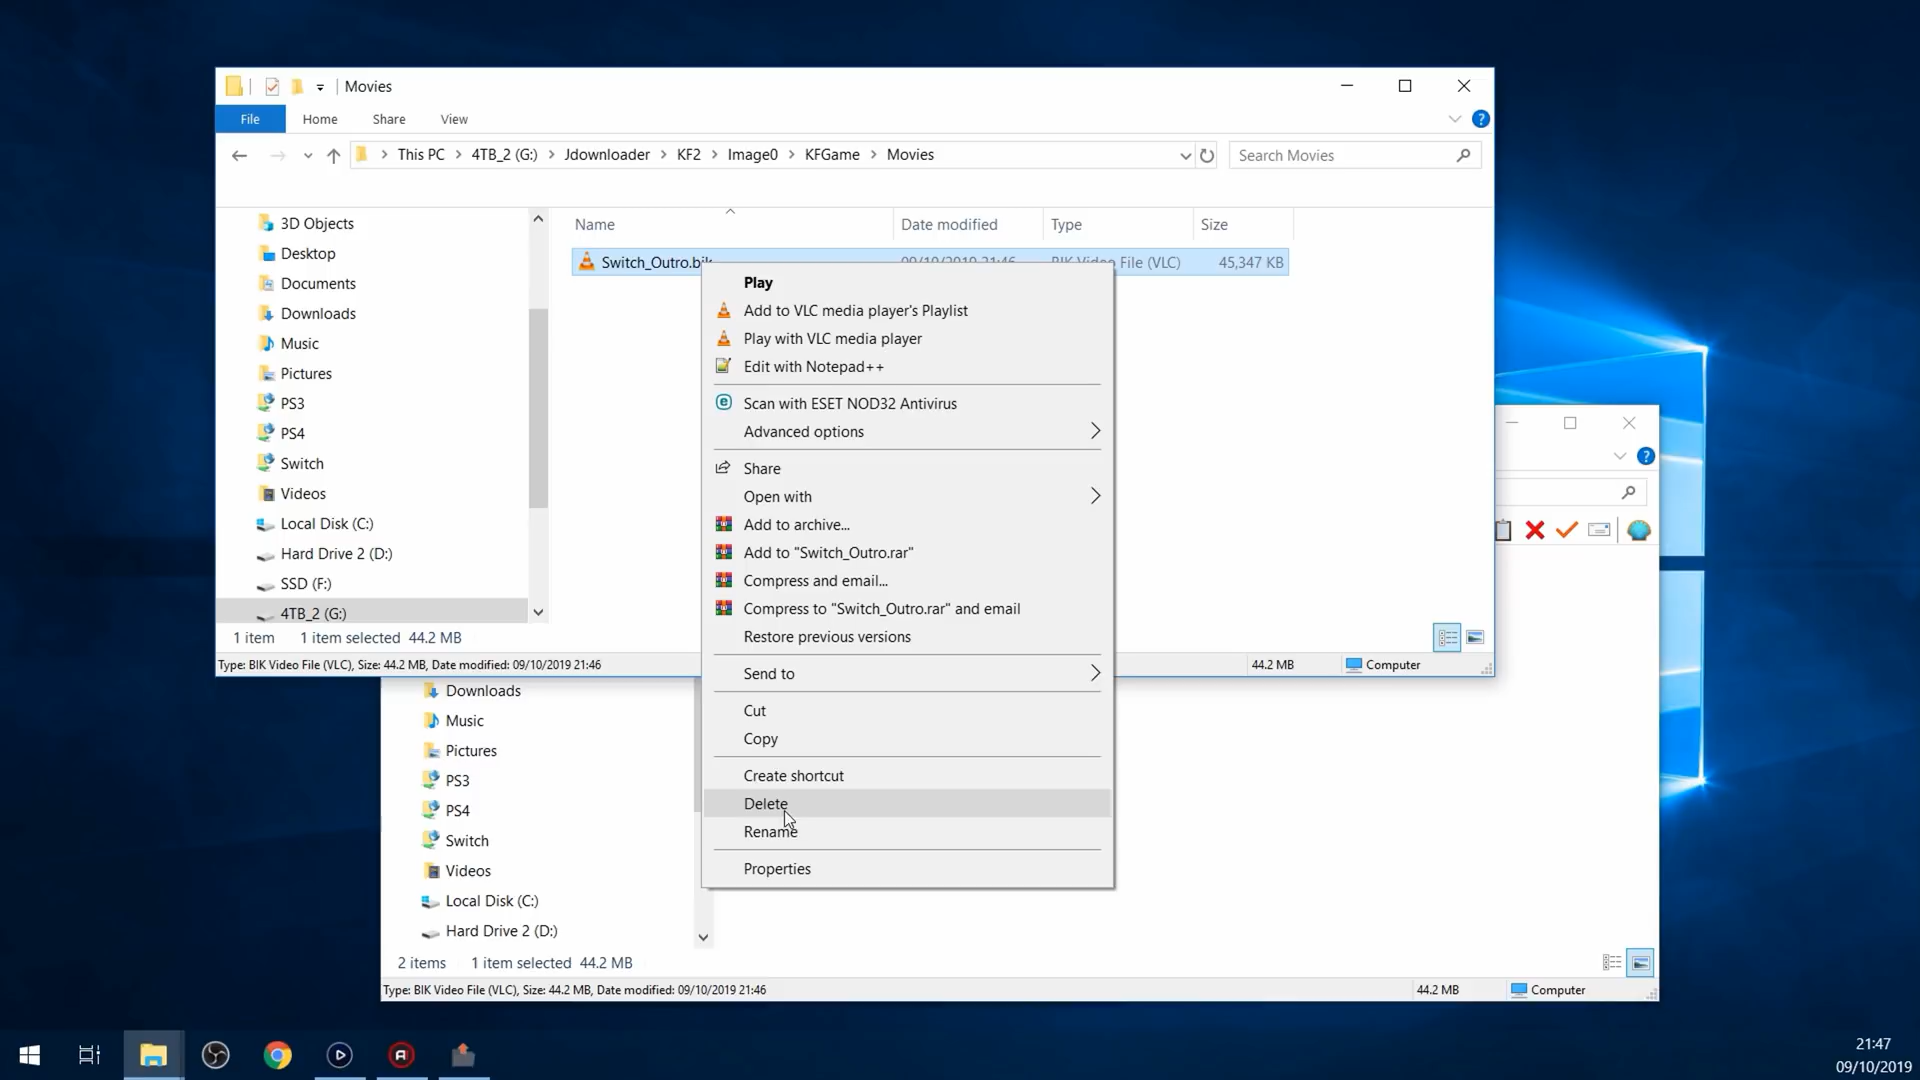 Movies
File Home Share View
This PC 4TB_2 (G:) Jdownloader KF2 Image0 KFGame Movies
Search Movies
Name Date modified Type Size
Switch_Outro.bik 09/10/2019 21:46 BIK Video File (VLC) 45,347 KB
3D Objects
Desktop
Documents
Downloads
Music
Pictures
PS3
PS4
Switch
Videos
Local Disk (C:)
Hard Drive 2 (D:)
SSD (F:)
4TB_2 (G:)
1 item 1 item selected 44.2 MB
Type: BIK Video File (VLC), Size: 44.2 MB, Date modified: 09/10/2019 21:46
44.2 MB
Computer
Play
Add to VLC media player's Playlist
Play with VLC media player
Edit with Notepad++
Scan with ESET NOD32 Antivirus
Advanced options
Share
Open with
Add to archive...
Add to "Switch_Outro.rar"
Compress and email...
Compress to "Switch_Outro.rar" and email
Restore previous versions
Send to
Cut
Copy
Create shortcut
Delete
Rename
Properties
Downloads
Music
Pictures
PS3
PS4
Switch
Videos
Local Disk (C:)
Hard Drive 2 (D:)
2 items 1 item selected 44.2 MB
Type: BIK Video File (VLC), Size: 44.2 MB, Date modified: 09/10/2019 21:46
44.2 MB
Computer
21:47
09/10/2019